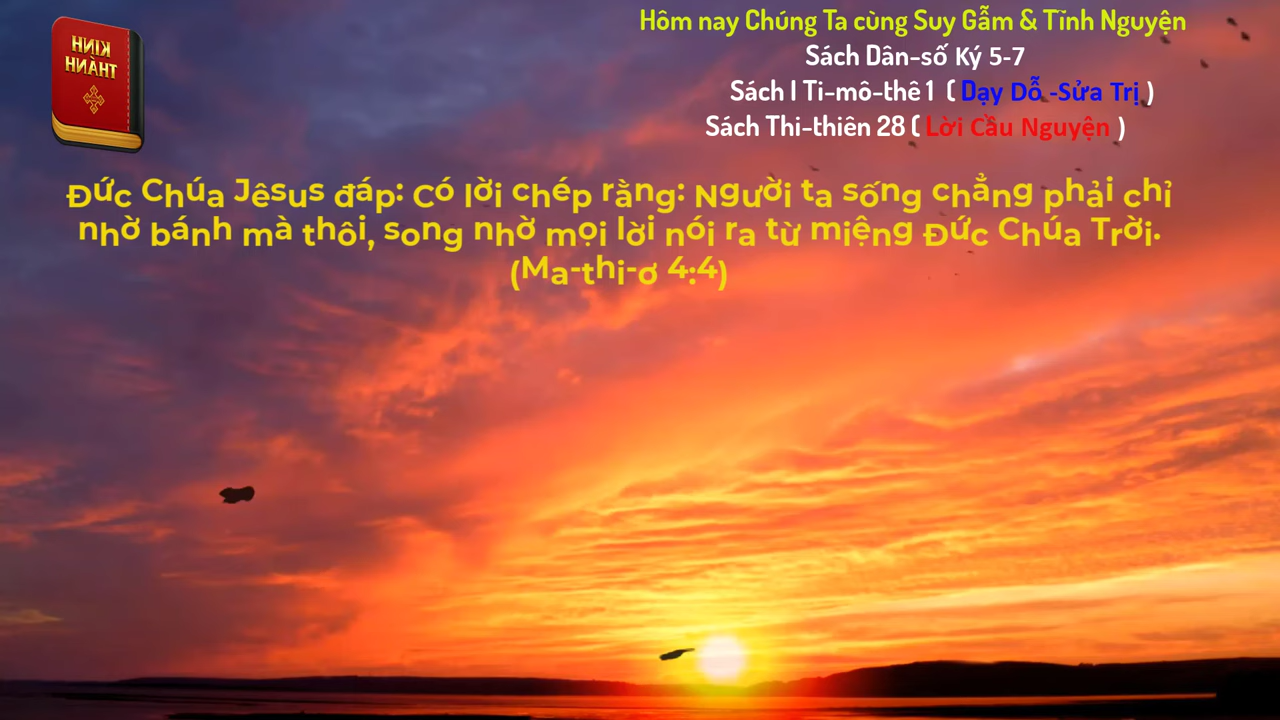 KINH
THÁNH
Hôm nay Chúng Ta cùng Suy Gẫm & Tĩnh Nguyện
Sách Dân-số Ký 5-7
Sách I Ti-mô-thê 1 ( Dạy Dỗ -Sửa Trị )
Sách Thi-thiên 28 ( Lời Cầu Nguyện )
Đức Chúa Jêsus đáp: Có lời chép rằng: Người ta sống chẳng phải chỉ
nhờ bánh mà thôi, song nhờ mọi lời nói ra từ miệng Đức Chúa Trời.
(Ma-thi-ơ 4:4)